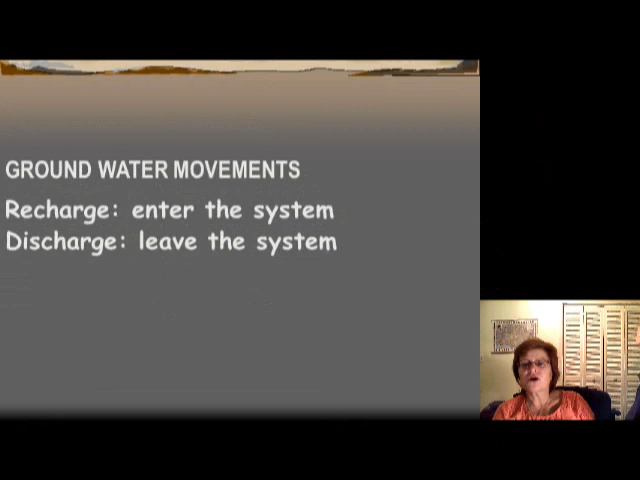 GROUND WATER MOVEMENTS
Recharge: enter the system
Discharge: leave the system